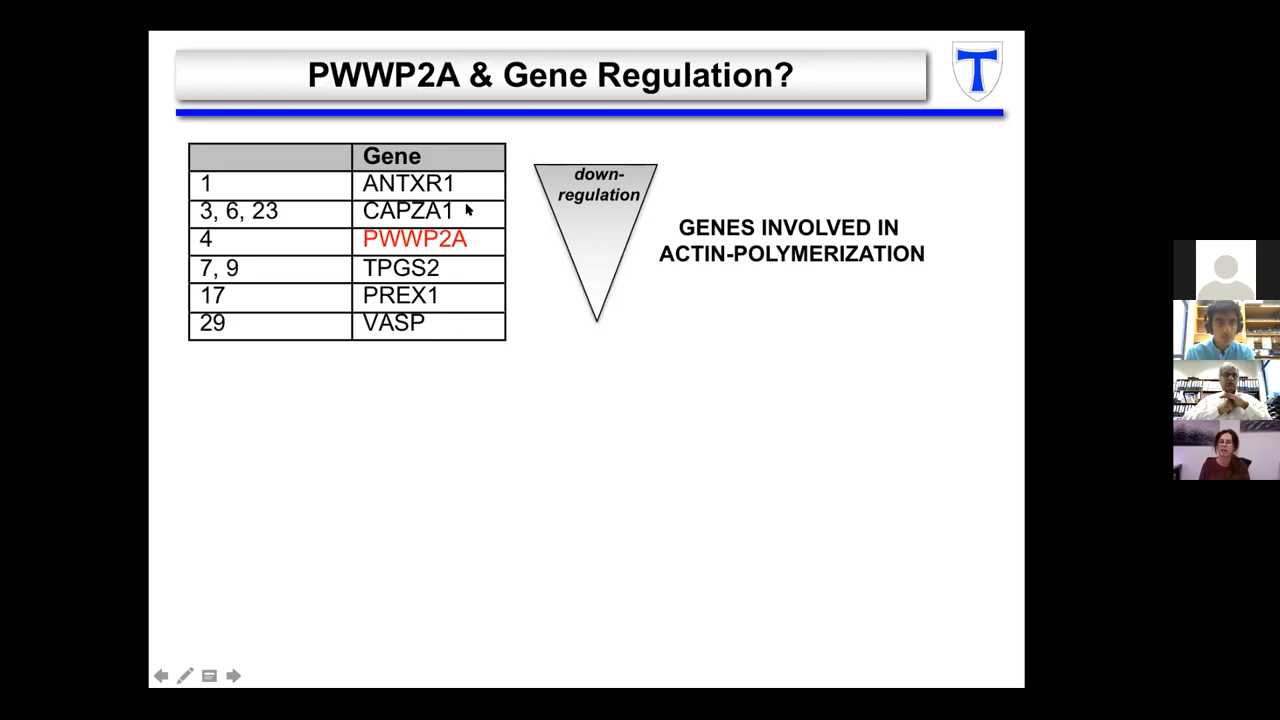 PWWP2A & Gene Regulation?
T
Gene
1 ANTXR1
3, 6, 23 CAPZA1
4 PWWP2A
7, 9 TPGS2
17 PREX1
29 VASP
down-
regulation
GENES INVOLVED IN
ACTIN-POLYMERIZATION